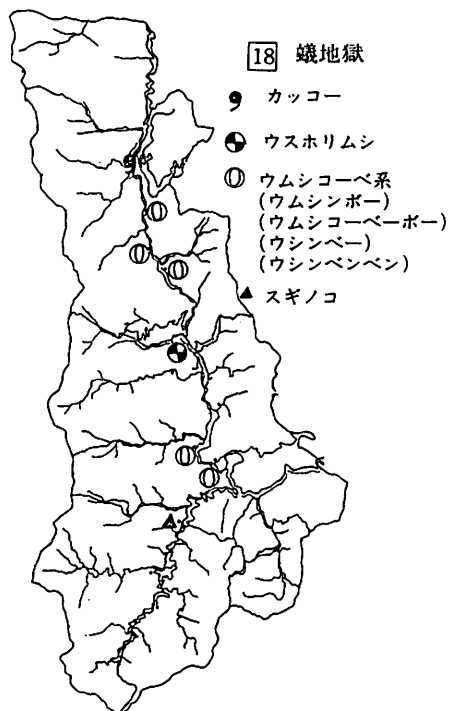 18 蟻地獄
カッコー
ウスホリムシ
ウムシコーベ系
(ウムシンボー)
(ウムシコーベーボー)
(ウシンベー)
(ウシンベンベン)
スギノコ